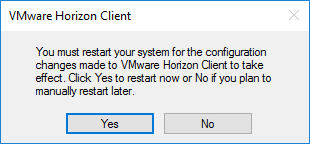 VMware Horizon Client
You must restart your system for the configuration
changes made to VMware Horizon Client to take
effect. Click Yes to restart now or No if you plan to
manually restart later.
Yes
No